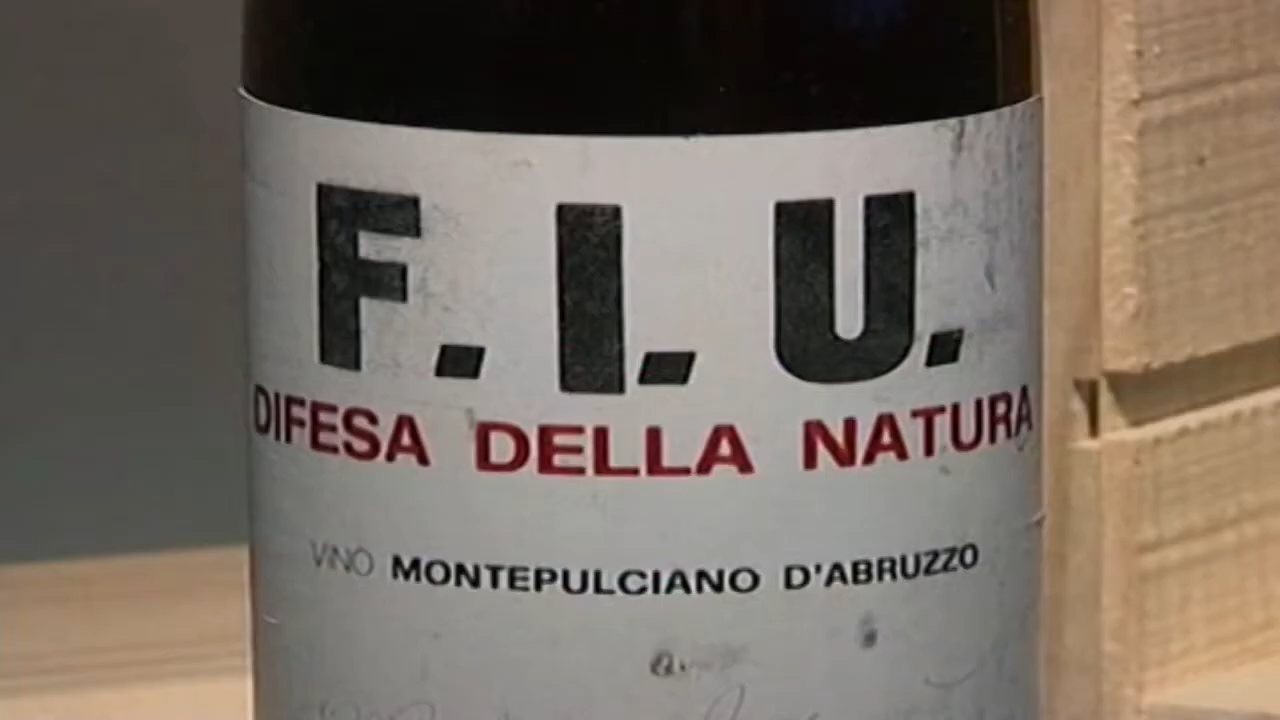 F. I. U.
DIFESA DELLA NATURA
VINO MONTEPULCIANO D'ABRUZZO